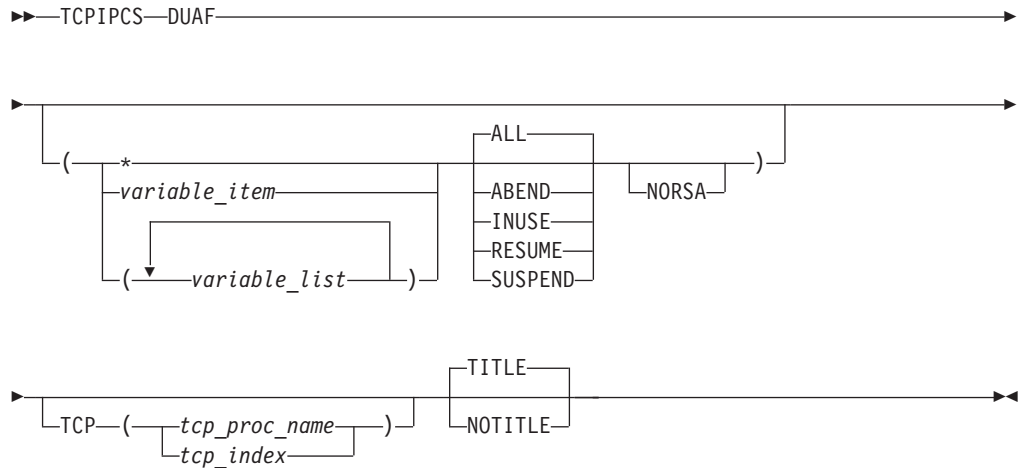 TCPIPCS DUAF
ALL
( * )
variable_item ABEND NORSA
INUSE
RESUME
( variable_list ) SUSPEND
TITLE
TCP ( tcp_proc_name ) NOTITLE
tcp_index